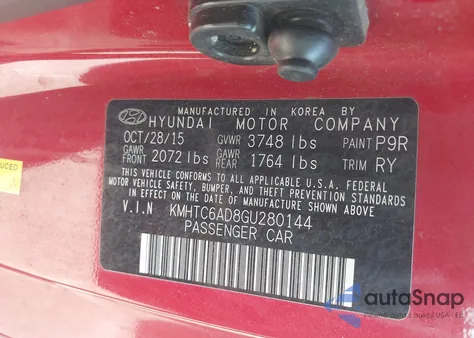 MANUFACTURED IN KOREA BY
HYUNDAI MOTOR COMPANY
OCT/28/15 GVWR 3748 lbs PAINT P9R
GAWR FRONT 2072 lbs GAWR REAR 1764 lbs TRIM RY
THIS VEHICLE CONFORMS TO ALL APPLICABLE U.S.A. FEDERAL
MOTOR VEHICLE SAFETY, BUMPER, AND THEFT PREVENTION STANDARDS
IN EFFECT ON THE DATE OF MANUFACTURE SHOWN ABOVE.
V.I.N KMHTC6AD8GU280144
PASSENGER CAR
UCED
autoSnap